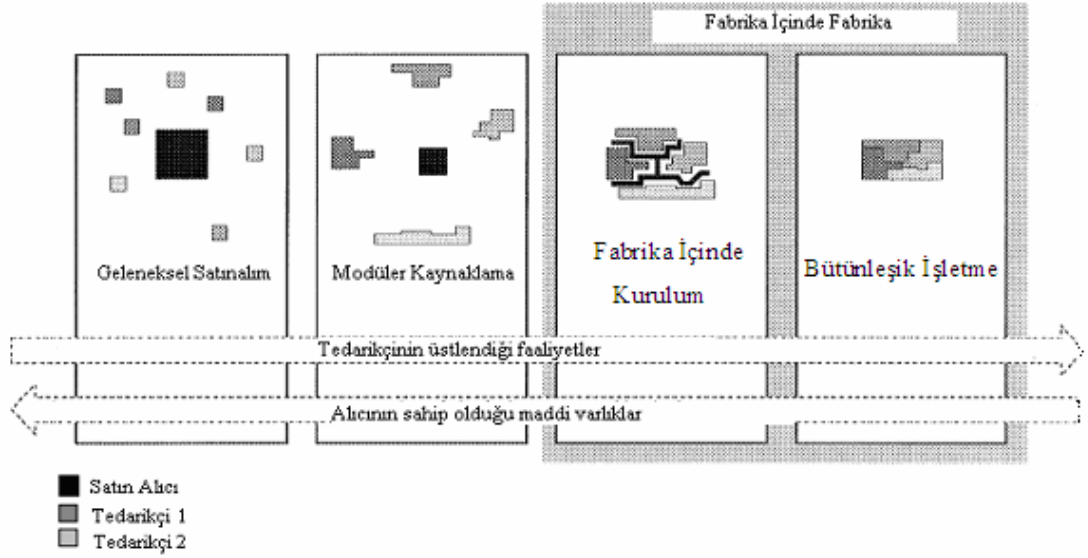 Fabrika İçinde Fabrika
Geleneksel Satınalım
Modüler Kaynaklama
Fabrika İçinde
Kurulum
Bütünleşik İşletme
Tedarikçinin üstlendiği faaliyetler
Alıcının sahip olduğu maddi varlıklar
Satın Alıcı
Tedarikçi 1
Tedarikçi 2